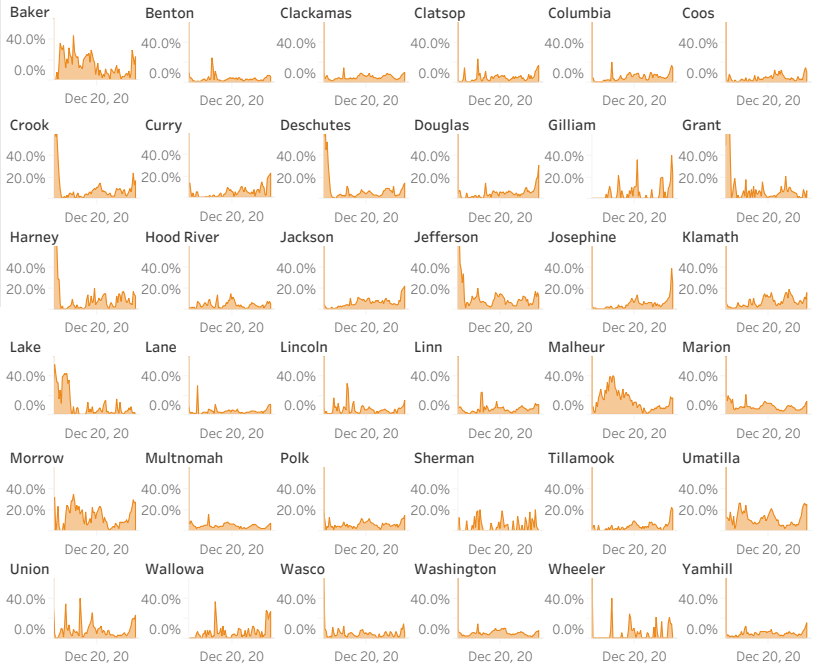 Baker Benton Clackamas Clatsop Columbia Coos
40.0% 40.0% 40.0% 40.0% 40.0% 40.0%
0.0% 0.0% 0.0% 0.0% 0.0% 0.0%
Dec 20, 20 Dec 20, 20 Dec 20, 20 Dec 20, 20 Dec 20, 20 Dec 20, 20
Crook Curry Deschutes Douglas Gilliam Grant
40.0% 40.0% 40.0% 40.0% 40.0% 40.0%
20.0% 20.0% 20.0% 20.0% 20.0% 20.0%
Dec 20, 20 Dec 20, 20 Dec 20, 20 Dec 20, 20 Dec 20, 20 Dec 20, 20
Harney Hood River Jackson Jefferson Josephine Klamath
40.0% 40.0% 40.0% 40.0% 40.0% 40.0%
20.0% 20.0% 20.0% 20.0% 20.0% 20.0%
Dec 20, 20 Dec 20, 20 Dec 20, 20 Dec 20, 20 Dec 20, 20 Dec 20, 20
Lake Lane Lincoln Linn Malheur Marion
40.0% 40.0% 40.0% 40.0% 40.0% 40.0%
0.0% 0.0% 0.0% 0.0% 0.0% 0.0%
Dec 20, 20 Dec 20, 20 Dec 20, 20 Dec 20, 20 Dec 20, 20 Dec 20, 20
Morrow Multnomah Polk Sherman Tillamook Umatilla
40.0% 40.0% 40.0% 40.0% 40.0% 40.0%
20.0% 20.0% 20.0% 20.0% 20.0% 20.0%
Dec 20, 20 Dec 20, 20 Dec 20, 20 Dec 20, 20 Dec 20, 20 Dec 20, 20
Union Wallowa Wasco Washington Wheeler Yamhill
40.0% 40.0% 40.0% 40.0% 40.0% 40.0%
0.0% 0.0% 0.0% 0.0% 0.0% 0.0%
Dec 20, 20 Dec 20, 20 Dec 20, 20 Dec 20, 20 Dec 20, 20 Dec 20, 20